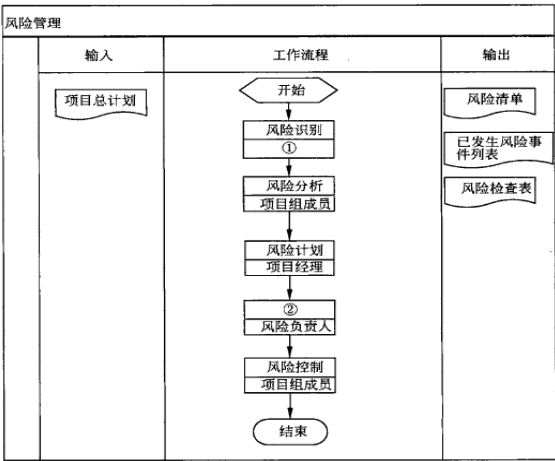 风险管理
输入
工作流程
输出
项目总计划
开始
风险识别
①
风险分析
项目组成员
风险计划
项目经理
②
风险负责人
风险控制
项目组成员
结束
风险清单
已发生风险事
件列表
风险检查表